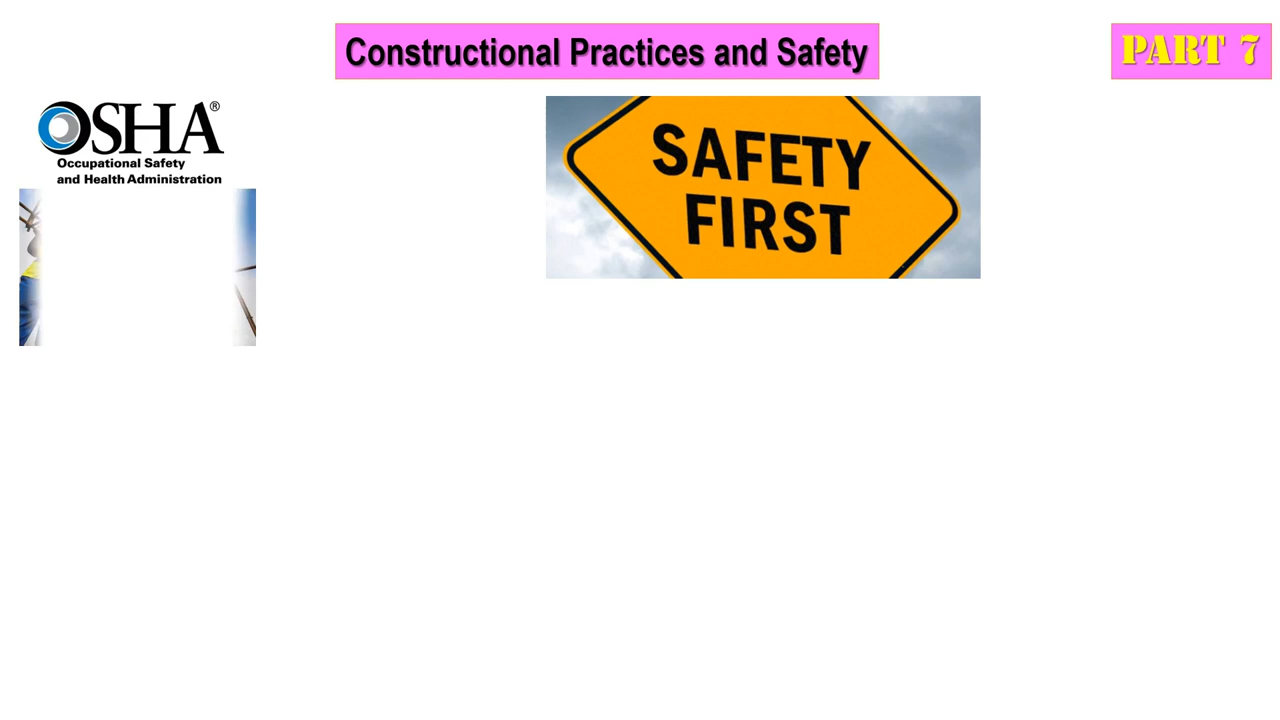 Constructional Practices and Safety
PART 7
OSHA®
Occupational Safety
and Health Administration
SAFETY
FIRST